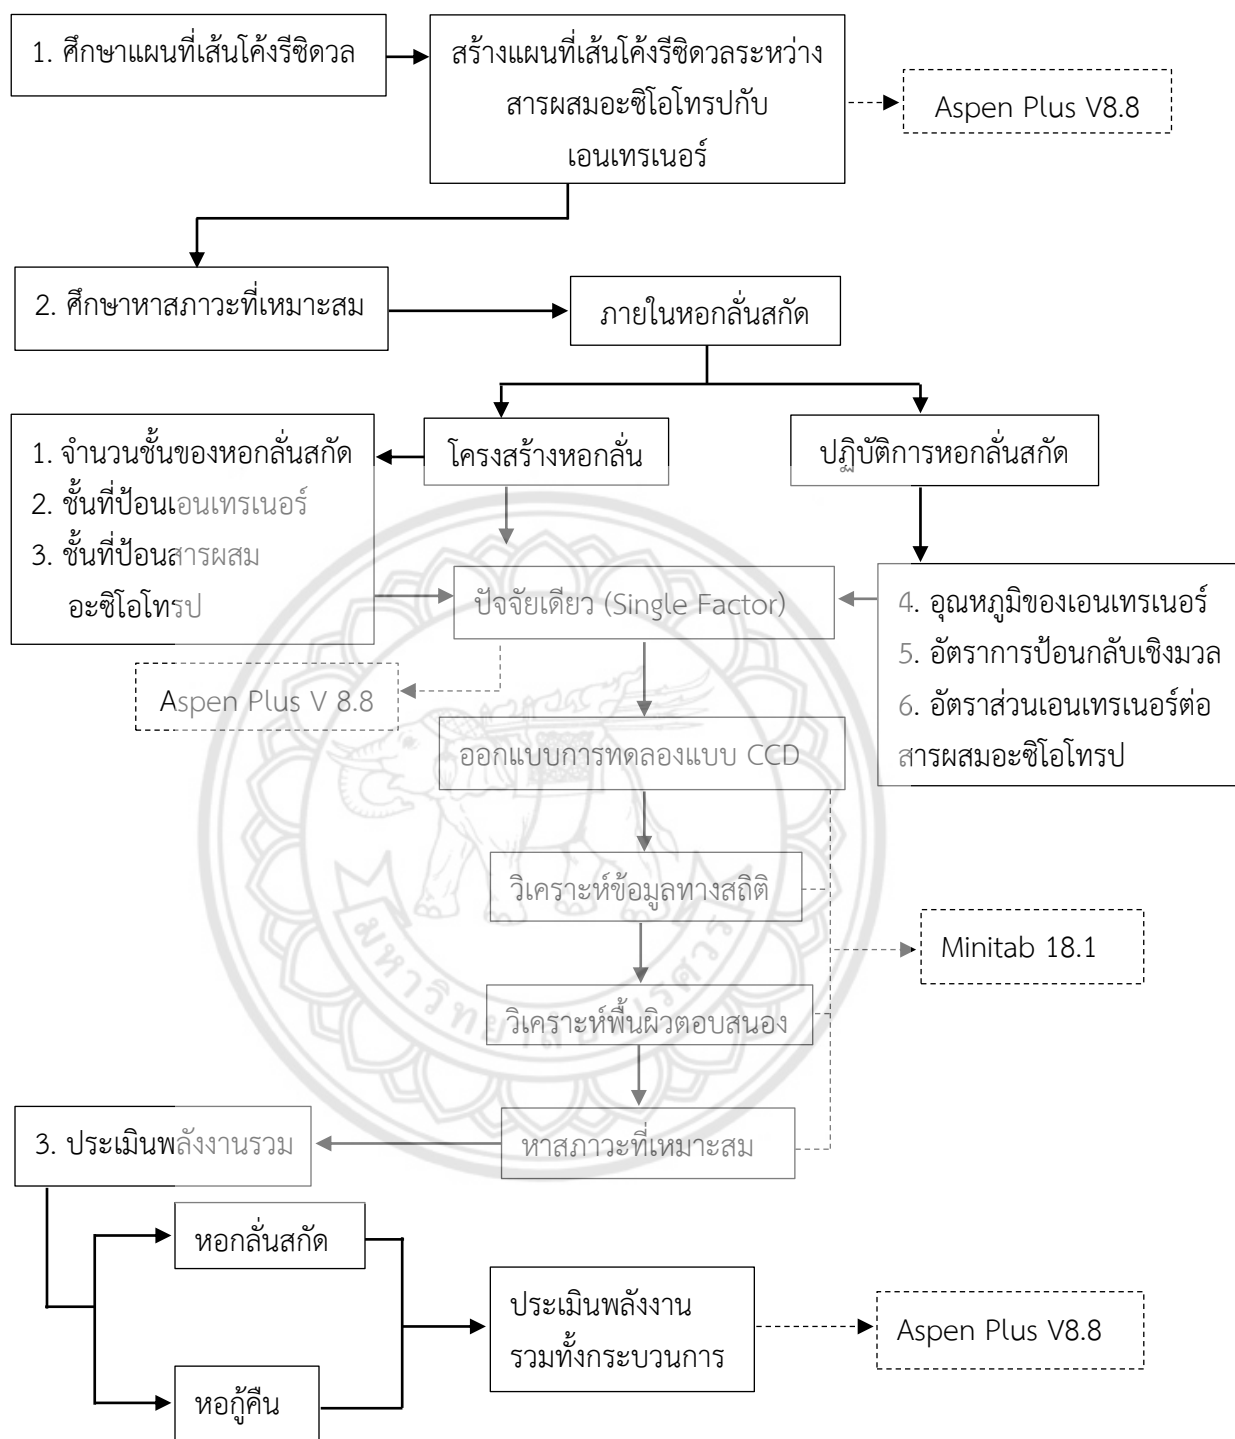 1. ศึกษาแผนที่เส้นโค้งรีซิดวล
สร้างแผนที่เส้นโค้งรีซิดวลระหว่าง
สารผสมอะซิโอโทรปกับ
เอนเทรเนอร์
Aspen Plus V8.8
2. ศึกษาหาสภาวะที่เหมาะสม
ภายในหอกลั่นสกัด
1. จำนวนชั้นของหอกลั่นสกัด
2. ชั้นที่ป้อนเอนเทรเนอร์
3. ชั้นที่ป้อนสารผสม
อะซิโอโทรป
โครงสร้างหอกลั่น
ปฏิบัติการหอกลั่นสกัด
ปัจจัยเดียว (Single Factor)
4. อุณหภูมิของเอนเทรเนอร์
5. อัตราการป้อนกลับเชิงมวล
6. อัตราส่วนเอนเทรเนอร์ต่อ
สารผสมอะซิโอโทรป
Aspen Plus V 8.8
ออกแบบการทดลองแบบ CCD
วิเคราะห์ข้อมูลทางสถิติ
Minitab 18.1
วิเคราะห์พื้นผิวตอบสนอง
มหาวิทยาลัยนเรศวร
3. ประเมินพลังงานรวม
หาสภาวะที่เหมาะสม
หอกลั่นสกัด
ประเมินพลังงาน
รวมทั้งกระบวนการ
Aspen Plus V8.8
หอกู้คืน